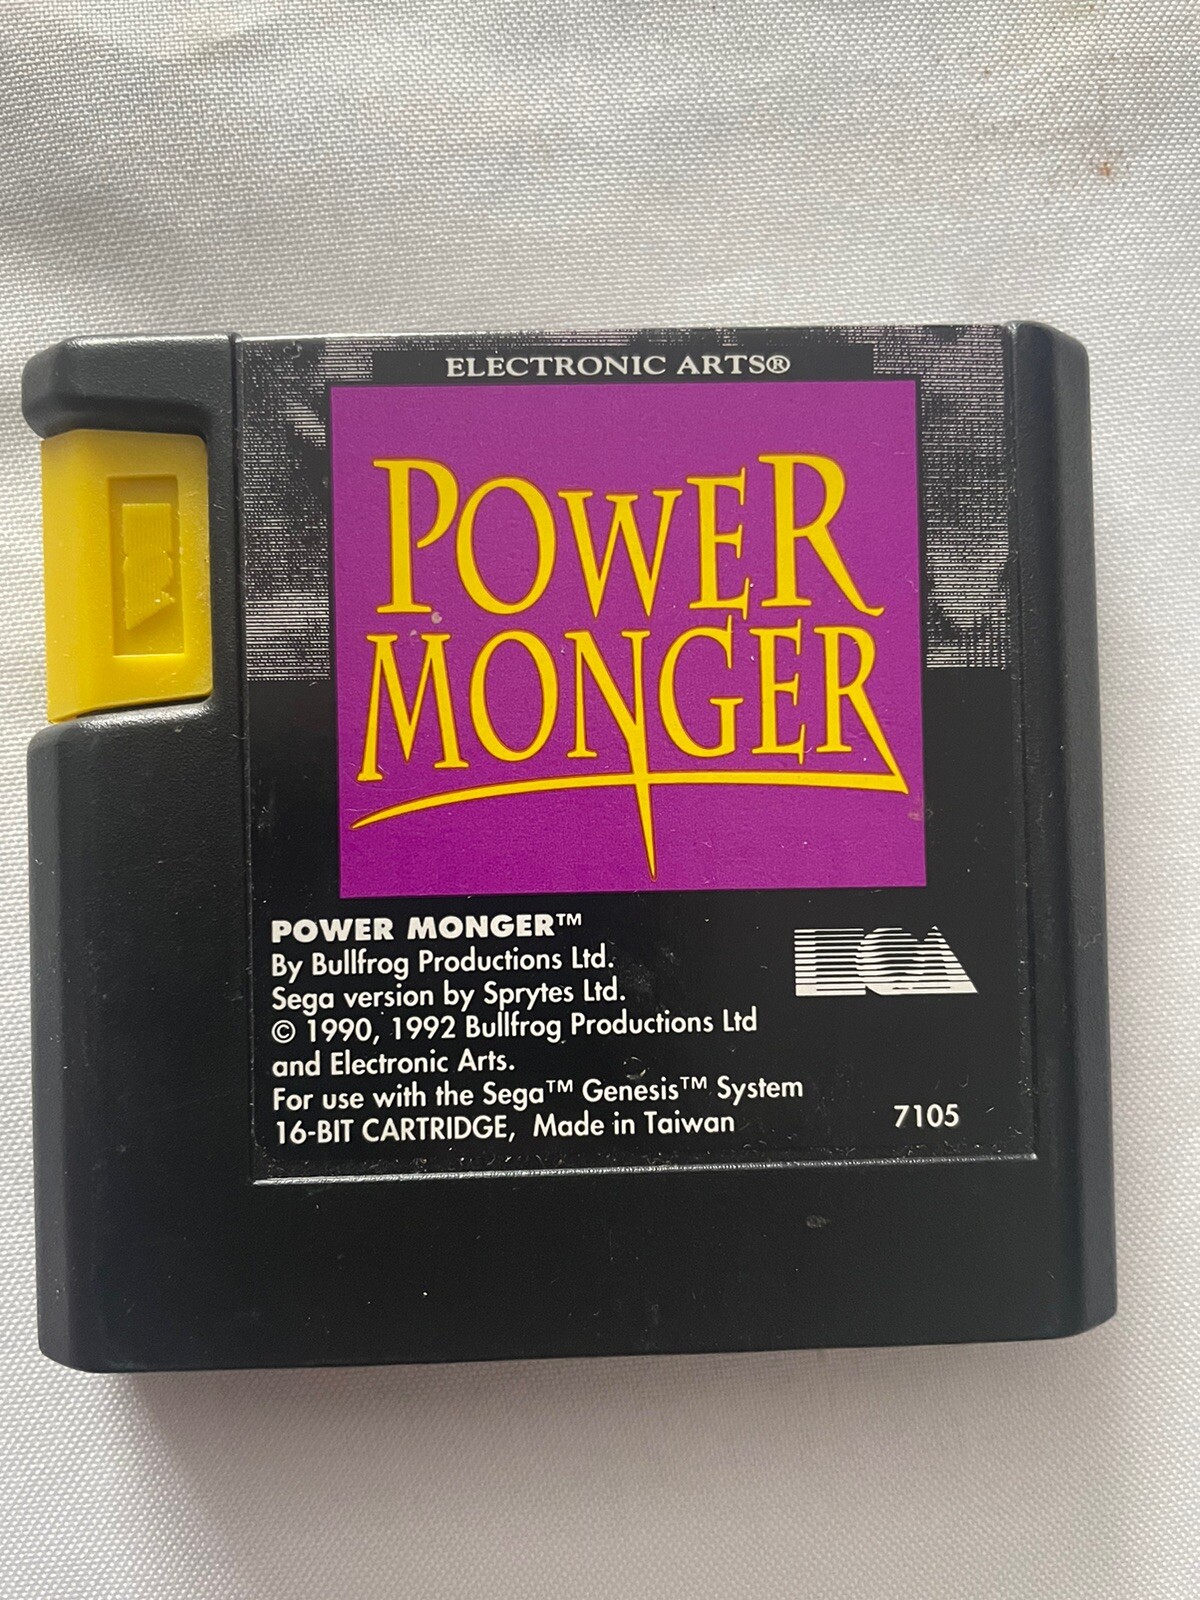 ELECTRONIC ARTS®
POWER
MONGER
POWER MONGER™
By Bullfrog Productions Ltd.
Sega version by Sprytes Ltd.
© 1990, 1992 Bullfrog Productions Ltd
and Electronic Arts.
For use with the Sega™ Genesis™ System
16-BIT CARTRIDGE, Made in Taiwan
EA
7105